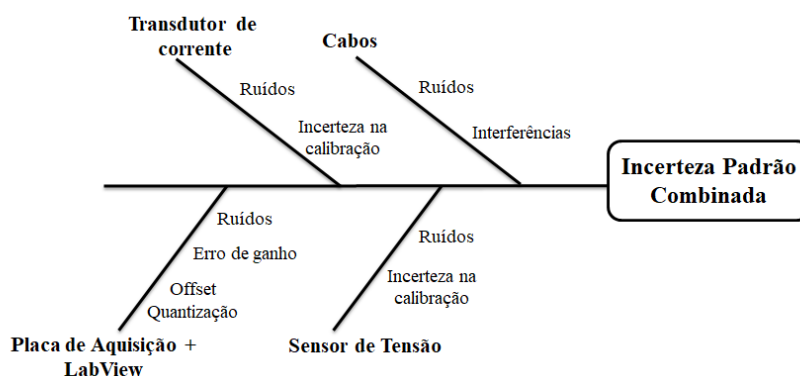 Transdutor de
corrente
Ruídos
Incerteza na
calibração
Cabos
Ruídos
Interferências
Incerteza Padrão
Combinada
Ruídos
Erro de ganho
Offset
Quantização
Placa de Aquisição +
LabView
Ruídos
Incerteza na
calibração
Sensor de Tensão